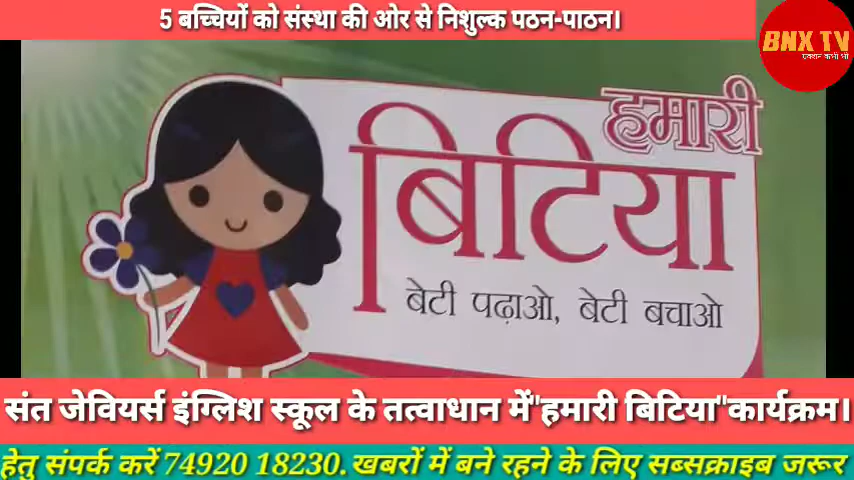 5 बच्चियों को संस्था की ओर से निशुल्क पठन-पाठन।
BNX TV
हमारी
बिटिया
बेटी पढ़ाओ, बेटी बचाओ
संत जेवियर्स इंग्लिश स्कूल के तत्वाधान में"हमारी बिटिया"कार्यक्रम।
हेतु संपर्क करें 74920 18230. खबरों में बने रहने के लिए सब्सक्राइब जरूर